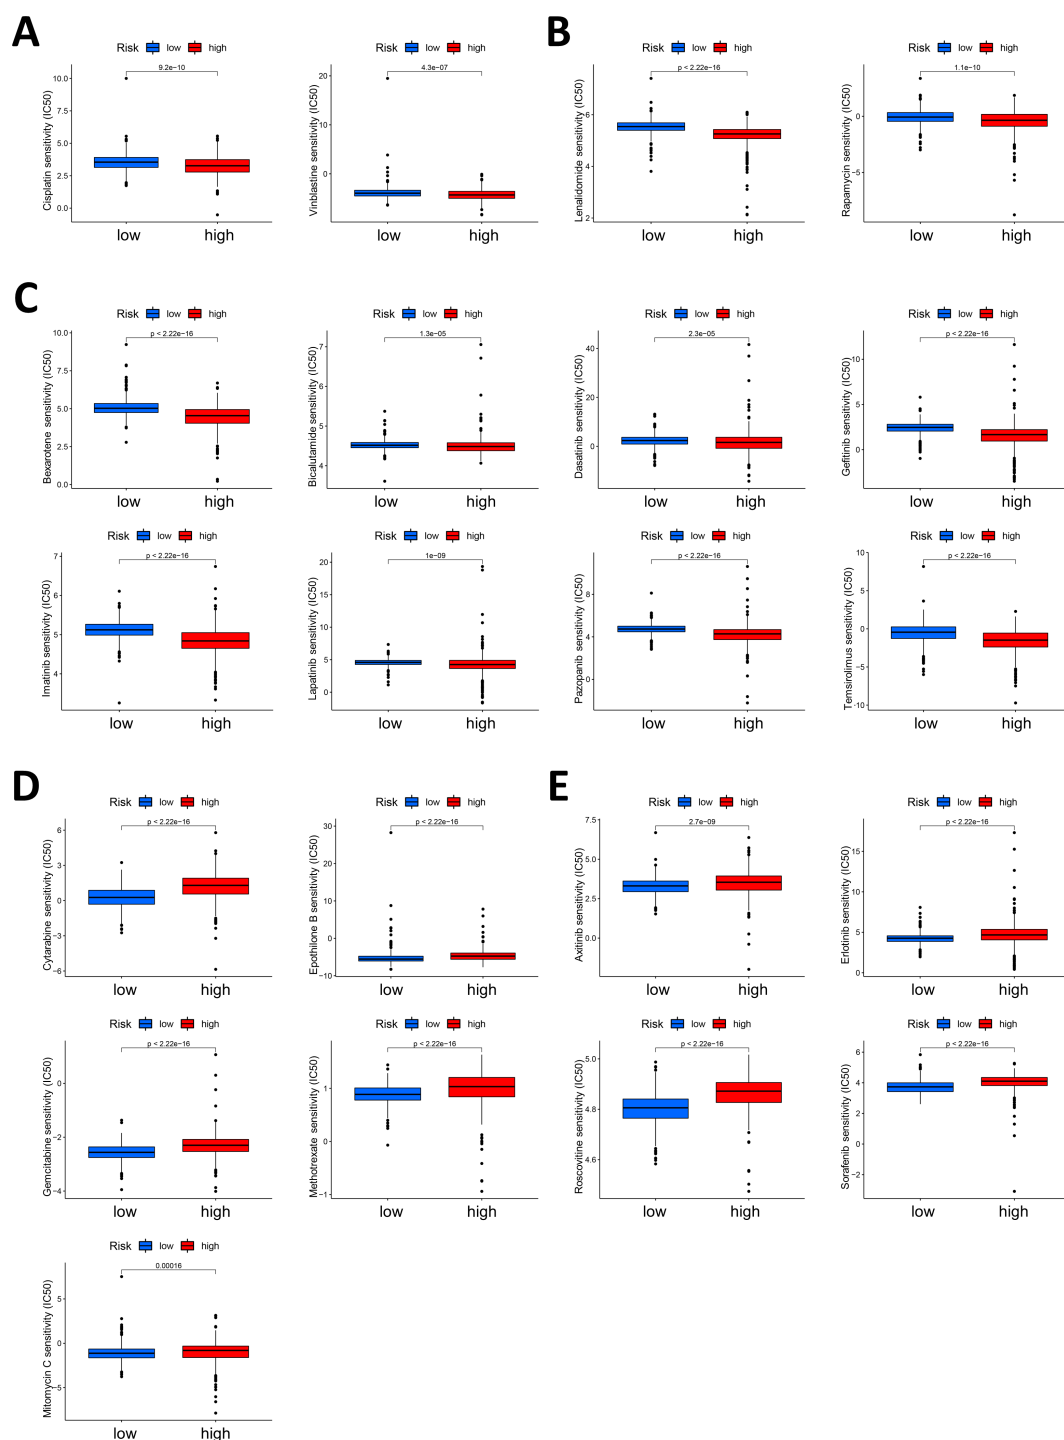 A
Risk low high
9.2e−10
Cisplatin sensitivity (IC50)
10.0
7.5
5.0
2.5
0.0
low high
Risk low high
4.3e−07
Vinblastine sensitivity (IC50)
20
10
0
low high
B
Risk low high
p < 2.22e−16
Lenalidomide sensitivity (IC50)
6
4
2
low high
Risk low high
1.1e−10
Rapamycin sensitivity (IC50)
0
−5
low high
C
Risk low high
p < 2.22e−16
Bexarotene sensitivity (IC50)
10.0
7.5
5.0
2.5
0.0
low high
Risk low high
1.3e−05
Bicalutamide sensitivity (IC50)
7
6
5
4
low high
Risk low high
2.3e−05
Dasatinib sensitivity (IC50)
40
20
0
low high
Risk low high
p < 2.22e−16
Gefitinib sensitivity (IC50)
10
5
0
low high
Risk low high
p < 2.22e−16
Imatinib sensitivity (IC50)
7
6
5
4
low high
Risk low high
1e−09
Lapatinib sensitivity (IC50)
20
15
10
5
0
low high
Risk low high
p < 2.22e−16
Pazopanib sensitivity (IC50)
8
4
0
low high
Risk low high
p < 2.22e−16
Temsirolimus sensitivity (IC50)
10
5
0
−5
−10
low high
D
Risk low high
p < 2.22e−16
Cytarabine sensitivity (IC50)
6
3
0
−3
−6
low high
Risk low high
p < 2.22e−16
Epothilone B sensitivity (IC50)
30
20
10
0
−10
low high
E
Risk low high
2.7e−09
Axitinib sensitivity (IC50)
7.5
5.0
2.5
0.0
low high
Risk low high
p < 2.22e−16
Erlotinib sensitivity (IC50)
15
10
5
0
low high
Risk low high
p < 2.22e−16
Gemcitabine sensitivity (IC50)
0
−2
−4
low high
Risk low high
p < 2.22e−16
Methotrexate sensitivity (IC50)
1
0
−1
low high
Risk low high
p < 2.22e−16
Roscovitine sensitivity (IC50)
5.0
4.8
4.6
low high
Risk low high
p < 2.22e−16
Sorafenib sensitivity (IC50)
6
4
2
0
−2
low high
Risk low high
0.00016
Mitomycin C sensitivity (IC50)
5
0
−5
low high